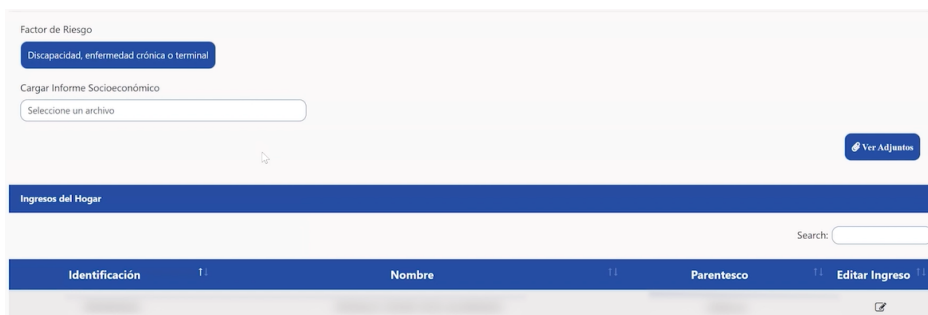 Factor de Riesgo
Discapacidad, enfermedad crónica o terminal
Cargar Informe Socioeconómico
Seleccione un archivo
Ver Adjuntos
Ingresos del Hogar
Search:
Identificación Nombre Parentesco Editar Ingreso